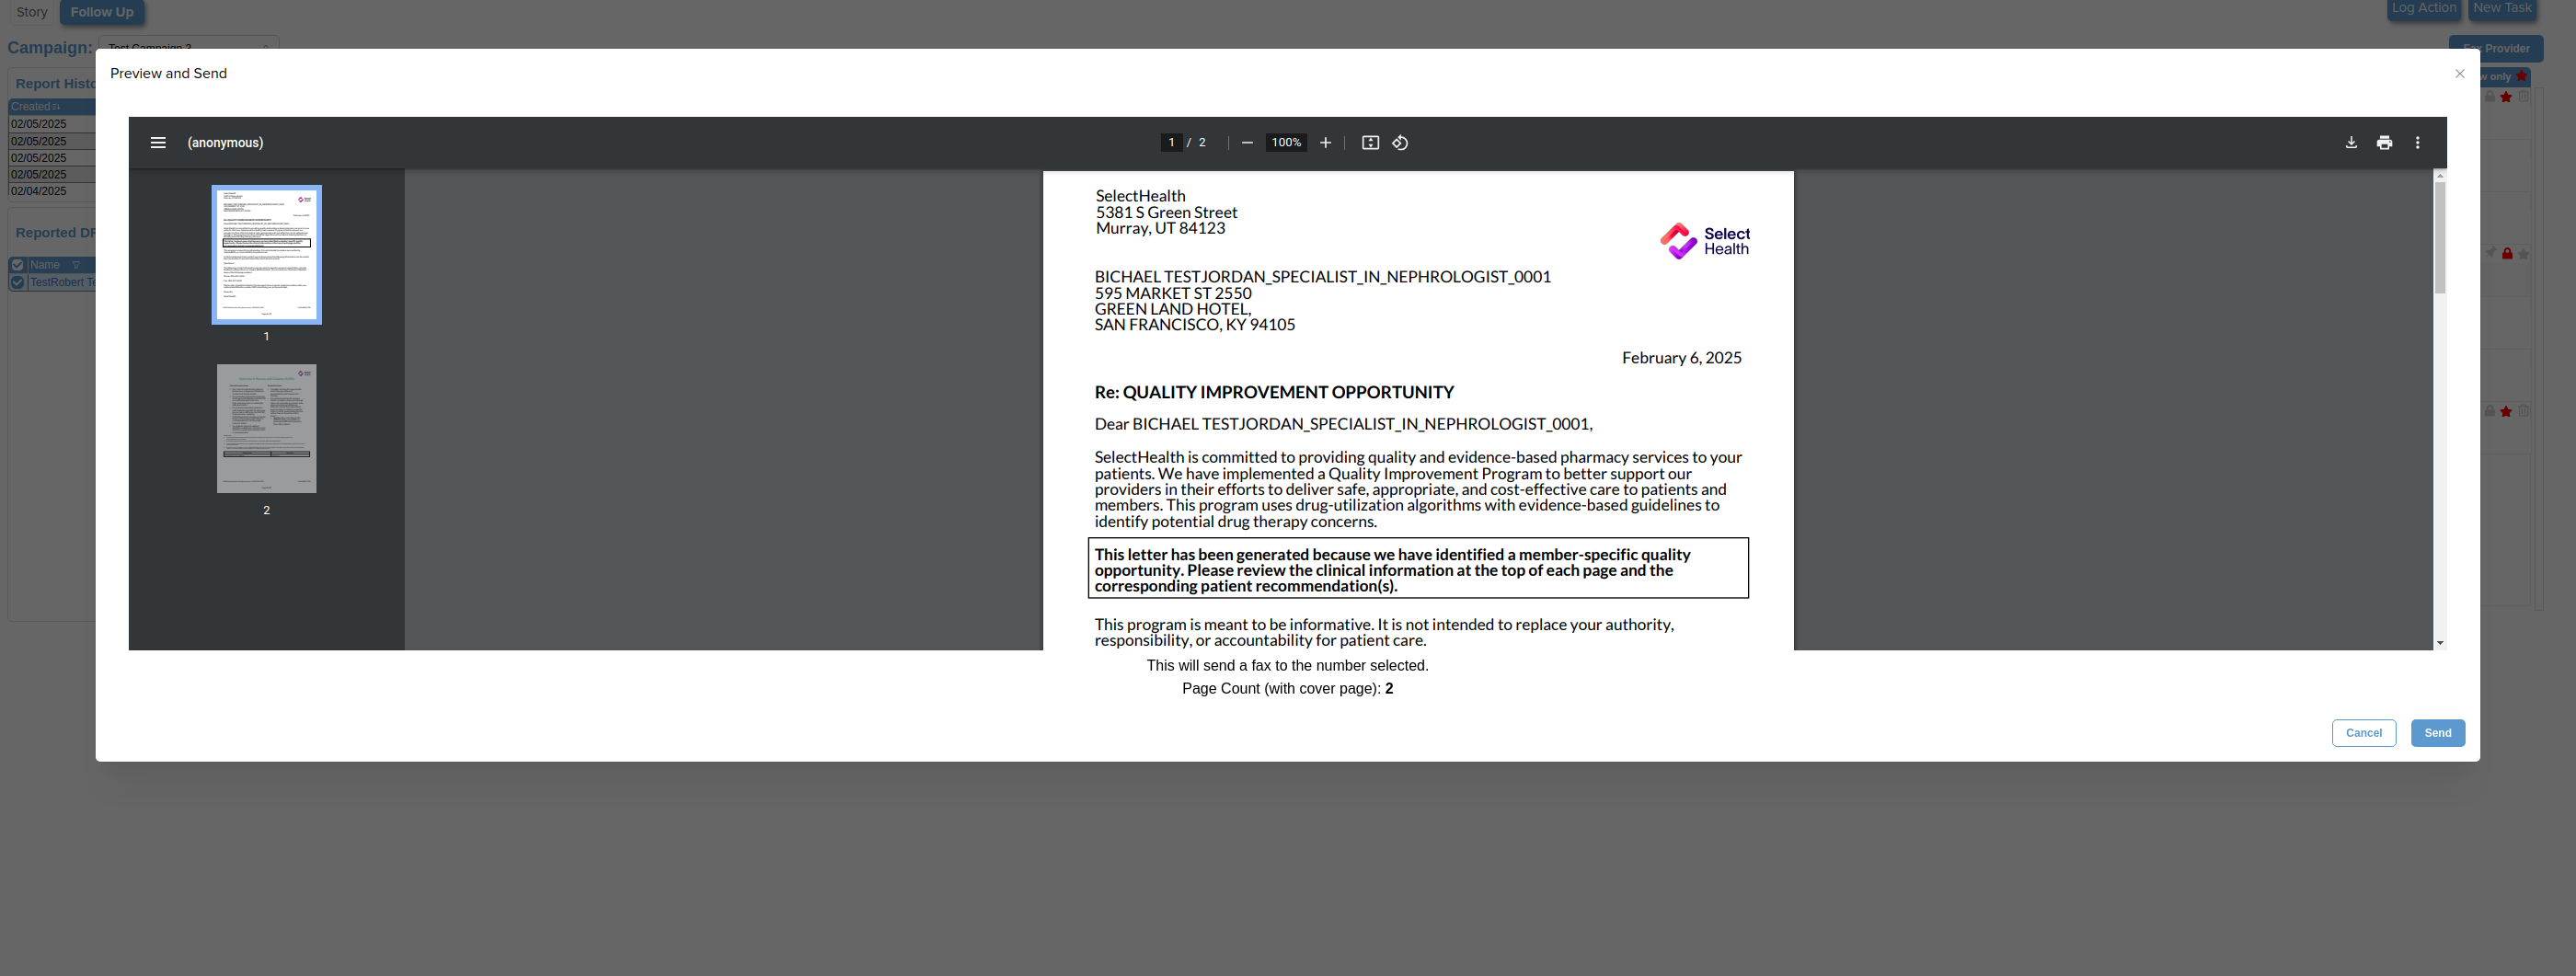 Story
Follow Up
Log Action
New Task
Campaign:
Test Campaign 2
Provider
Report Histo
w only
Created
02/05/2025
02/05/2025
02/05/2025
02/05/2025
02/04/2025
Reported DR
Name
TestRobert Te
Preview and Send
(anonymous)
1 / 2
100%
1
2
SelectHealth
5381 S Green Street
Murray, UT 84123
Select
Health
BICHAEL TESTJORDAN_SPECIALIST_IN_NEPHROLOGIST_0001
595 MARKET ST 2550
GREEN LAND HOTEL,
SAN FRANCISCO, KY 94105
February 6, 2025
Re: QUALITY IMPROVEMENT OPPORTUNITY
Dear BICHAEL TESTJORDAN_SPECIALIST_IN_NEPHROLOGIST_0001,
SelectHealth is committed to providing quality and evidence-based pharmacy services to your
patients. We have implemented a Quality Improvement Program to better support our
providers in their efforts to deliver safe, appropriate, and cost-effective care to patients and
members. This program uses drug-utilization algorithms with evidence-based guidelines to
identify potential drug therapy concerns.
This letter has been generated because we have identified a member-specific quality
opportunity. Please review the clinical information at the top of each page and the
corresponding patient recommendation(s).
This program is meant to be informative. It is not intended to replace your authority,
responsibility, or accountability for patient care.
This will send a fax to the number selected.
Page Count (with cover page): 2
Cancel
Send